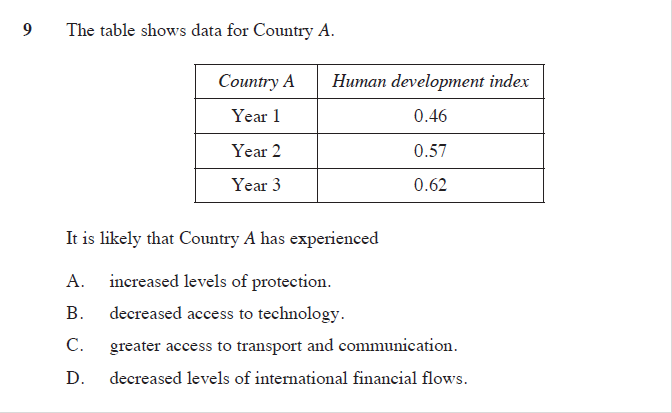 9 The table shows data for Country A.
Country A Human development index
Year 1 0.46
Year 2 0.57
Year 3 0.62
It is likely that Country A has experienced
A. increased levels of protection.
B. decreased access to technology.
C. greater access to transport and communication.
D. decreased levels of international financial flows.